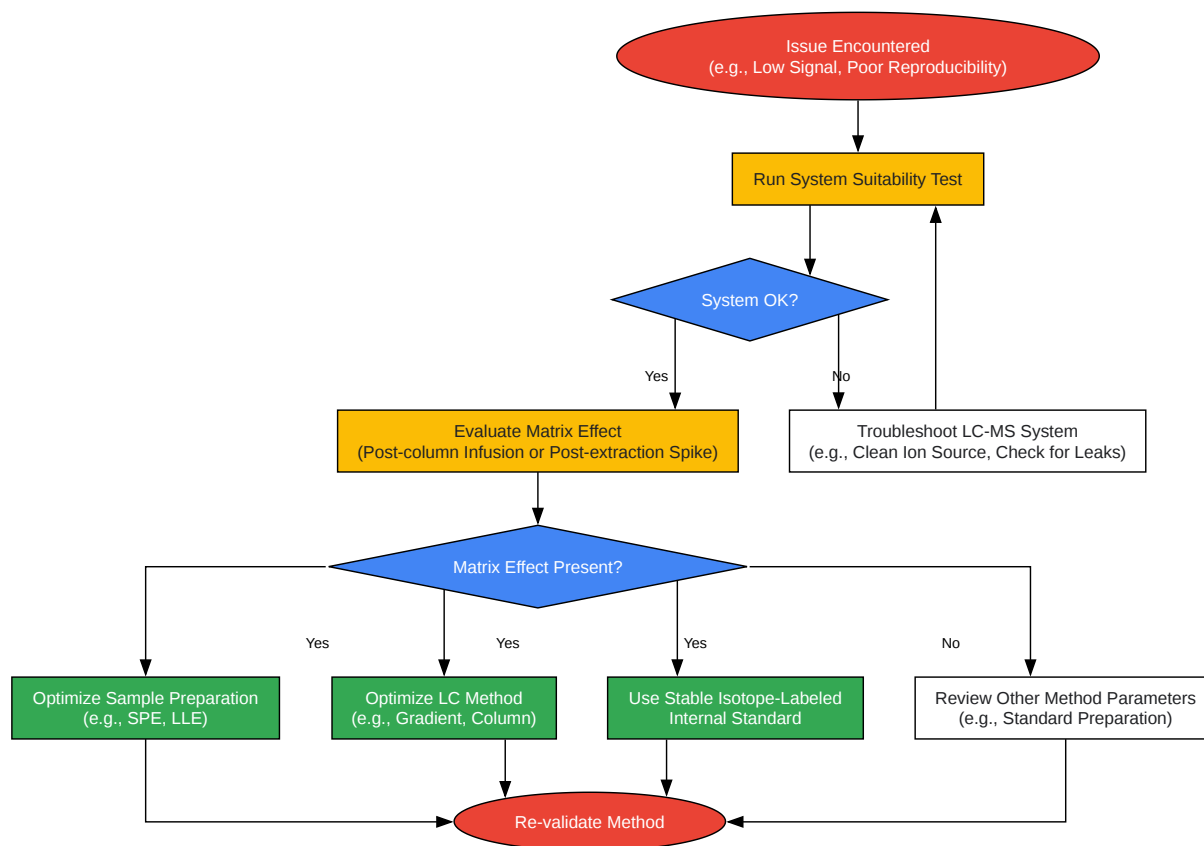 Issue Encountered
(e.g., Low Signal, Poor Reproducibility)
Run System Suitability Test
System OK?
Yes
No
Evaluate Matrix Effect
(Post-column Infusion or Post-extraction Spike)
Troubleshoot LC-MS System
(e.g., Clean Ion Source, Check for Leaks)
Matrix Effect Present?
Yes
Yes
Yes
No
Optimize Sample Preparation
(e.g., SPE, LLE)
Optimize LC Method
(e.g., Gradient, Column)
Use Stable Isotope-Labeled
Internal Standard
Review Other Method Parameters
(e.g., Standard Preparation)
Re-validate Method